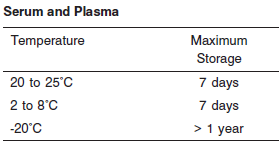 Serum and Plasma
Temperature Maximum
Storage
20 to 25˚C 7 days
2 to 8˚C 7 days
-20˚C > 1 year